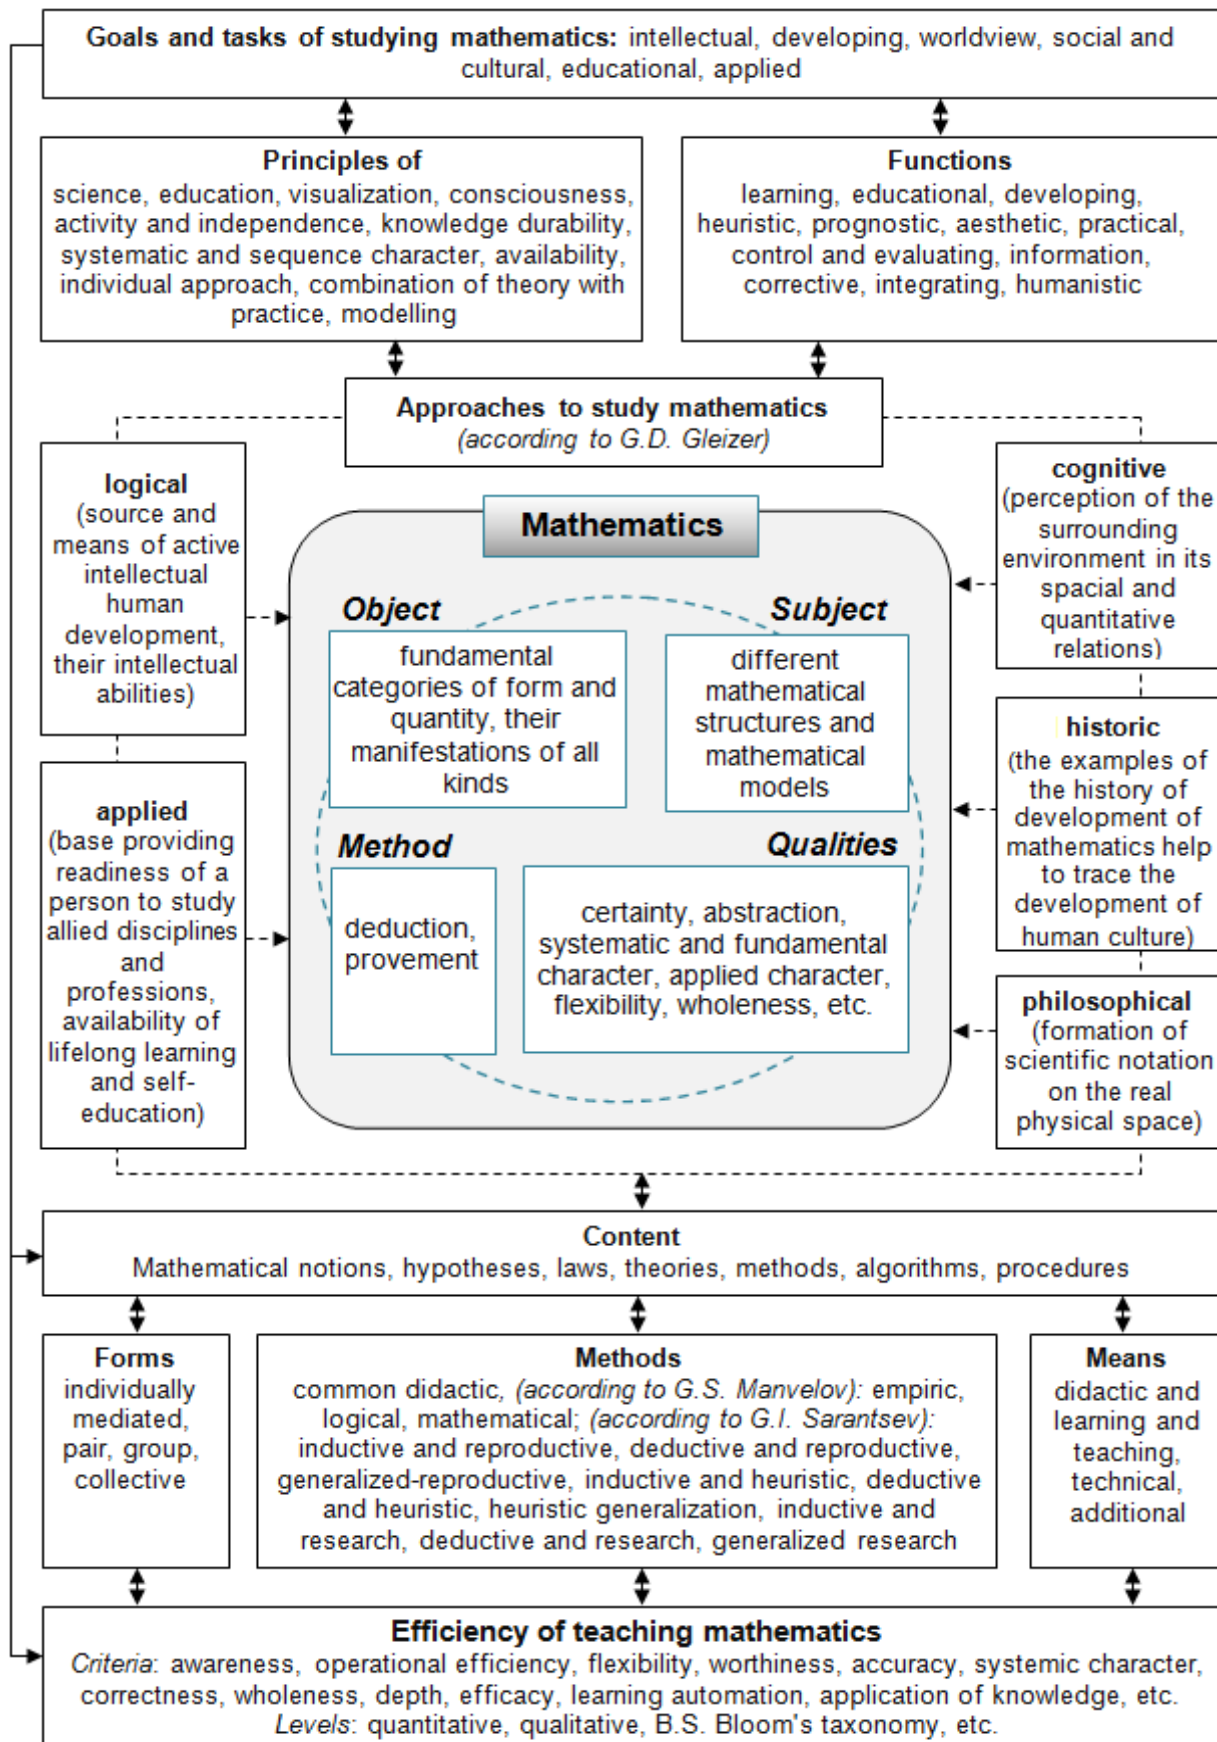 Goals and tasks of studying mathematics: intellectual, developing, worldview, social and
cultural, educational, applied
Principles of
science, education, visualization, consciousness,
activity and independence, knowledge durability,
systematic and sequence character, availability,
individual approach, combination of theory with
practice, modelling
Functions
learning, educational, developing,
heuristic, prognostic, aesthetic, practical,
control and evaluating, information,
corrective, integrating, humanistic
Approaches to study mathematics
(according to G.D. Gleizer)
logical
(source and
means of active
intellectual
human
development,
their intellectual
abilities)
applied
(base providing
readiness of a
person to study
allied disciplines
and
professions,
availability of
lifelong learning
and self-
education)
Mathematics
Object
fundamental
categories of form and
quantity, their
manifestations of all
kinds
Subject
different
mathematical
structures and
mathematical
models
Method
deduction,
provement
Qualities
certainty, abstraction,
systematic and fundamental
character, applied character,
flexibility, wholeness, etc.
cognitive
(perception of the
surrounding
environment in its
spacial and
quantitative
relations)
historic
(the examples of
the history of
development of
mathematics help
to trace the
development of
human culture)
philosophical
(formation of
scientific notation
on the real
physical space)
Content
Mathematical notions, hypotheses, laws, theories, methods, algorithms, procedures
Forms
individually
mediated,
pair, group,
collective
Methods
common didactic, (according to G.S. Manvelov): empiric,
logical, mathematical; (according to G.I. Sarantsev):
inductive and reproductive, deductive and reproductive,
generalized-reproductive, inductive and heuristic, deductive
and heuristic, heuristic generalization, inductive and
research, deductive and research, generalized research
Means
didactic and
learning and
teaching,
technical,
additional
Efficiency of teaching mathematics
Criteria: awareness, operational efficiency, flexibility, worthiness, accuracy, systemic character,
correctness, wholeness, depth, efficacy, learning automation, application of knowledge, etc.
Levels: quantitative, qualitative, B.S. Bloom's taxonomy, etc.